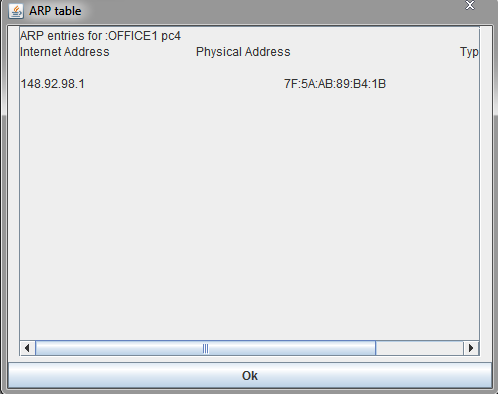 ARP table
ARP entries for :OFFICE1 pc4
Internet Address Physical Address Typ
148.92.98.1 7F:5A:AB:89:B4:1B
Ok